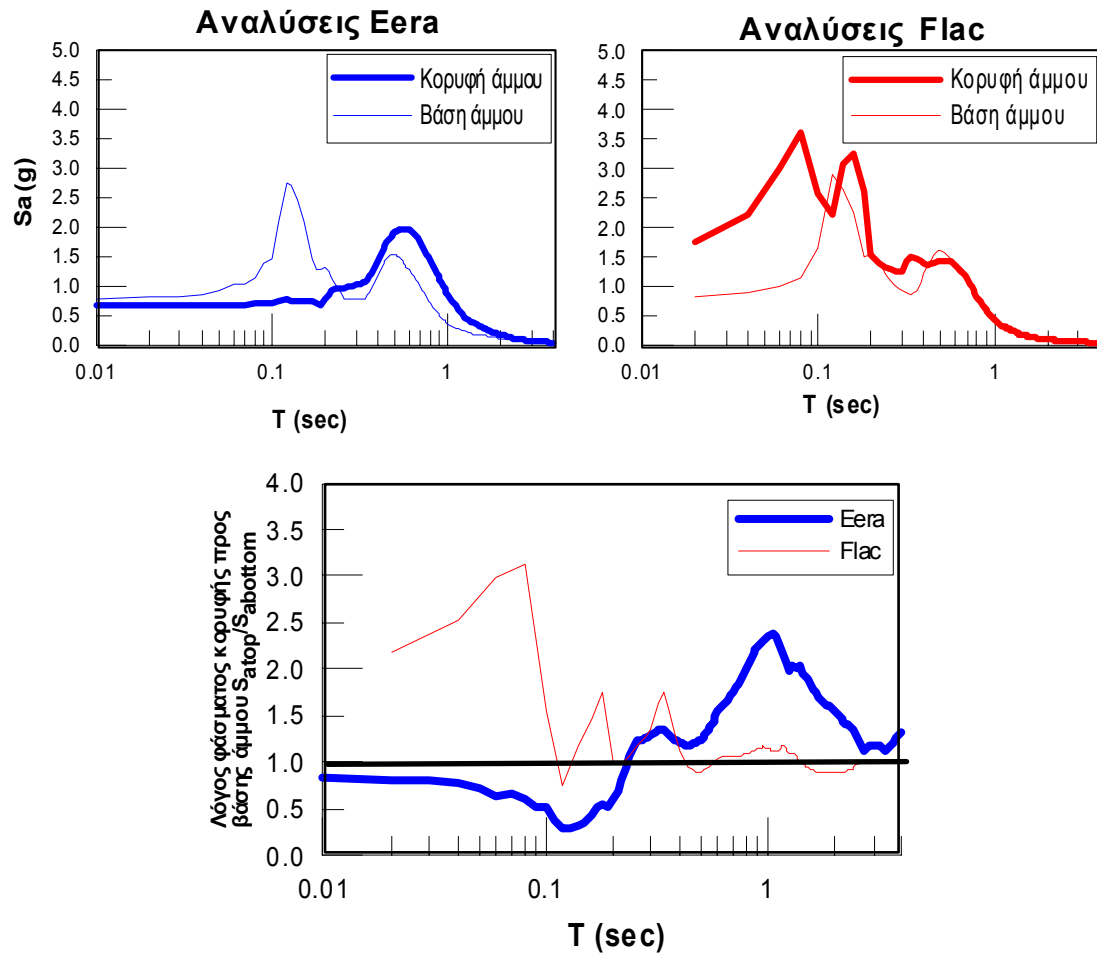 Αναλύσεις Eera
5.0
4.5
4.0
3.5
3.0
2.5
2.0
1.5
1.0
0.5
0.0
Sa (g)
Κορυφή άμμου
Βάση άμμου
0.01
0.1
1
T (sec)
Αναλύσεις Flac
5.0
4.5
4.0
3.5
3.0
2.5
2.0
1.5
1.0
0.5
0.0
Κορυφή άμμου
Βάση άμμου
0.01
0.1
1
T (sec)
Λόγος φάσματος κορυφής προς
βάσης άμμου Satop/Sabottom
4.0
3.5
3.0
2.5
2.0
1.5
1.0
0.5
0.0
Eera
Flac
0.01
0.1
1
T (sec)